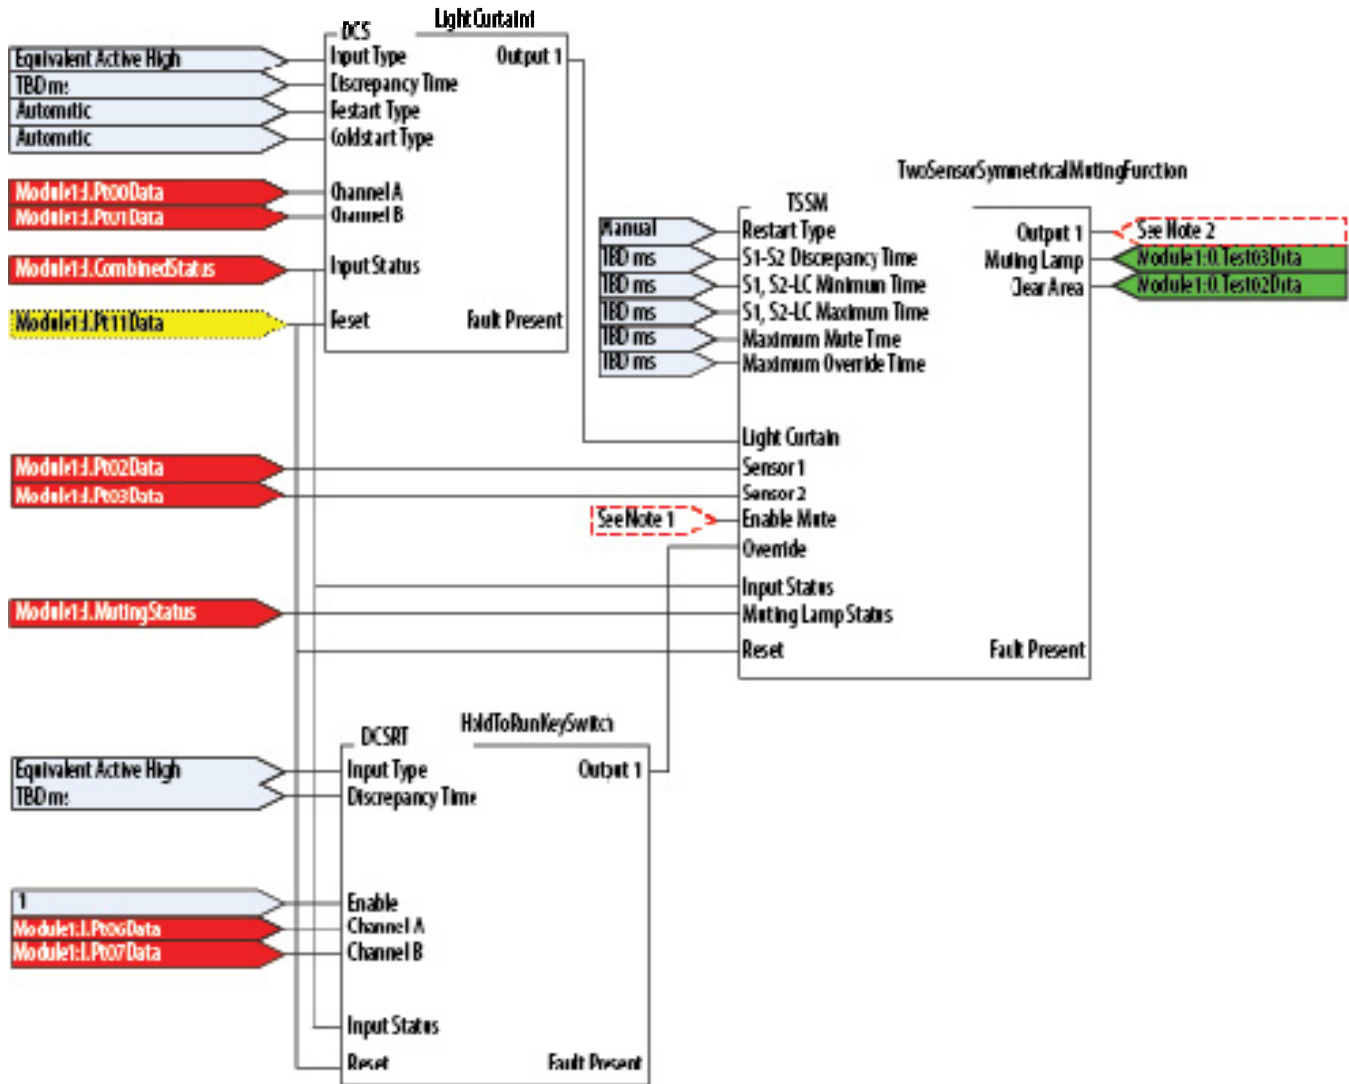 LightCurtain1
DCS
Equivalent Active High
Input Type
Output 1
TBD ms
Discrepancy Time
Automatic
Restart Type
Automatic
Coldstart Type
Module1:I.Pt00Data
Channel A
Module1:I.Pt01Data
Channel B
Module1:I.CombinedStatus
Input Status
Module1:I.Pt11Data
Reset
Fault Present
TwoSensorSymmetricalMutingFunction
TSSM
Manual
Restart Type
Output 1
See Note 2
TBD ms
S1-S2 Discrepancy Time
Muting Lamp
Module1:O.Test03Data
TBD ms
S1, S2-LC Minimum Time
Clear Area
Module1:O.Test02Data
TBD ms
S1, S2-LC Maximum Time
TBD ms
Maximum Mute Time
TBD ms
Maximum Override Time
Light Curtain
Module1:I.Pt02Data
Sensor 1
Module1:I.Pt03Data
Sensor 2
See Note 1
Enable Mute
Override
Input Status
Module1:I.MutingStatus
Muting Lamp Status
Reset
Fault Present
HoldToRunKeySwitch
DCSRT
Equivalent Active High
Input Type
Output 1
TBD ms
Discrepancy Time
1
Enable
Module1:I.Pt06Data
Channel A
Module1:I.Pt07Data
Channel B
Input Status
Reset
Fault Present